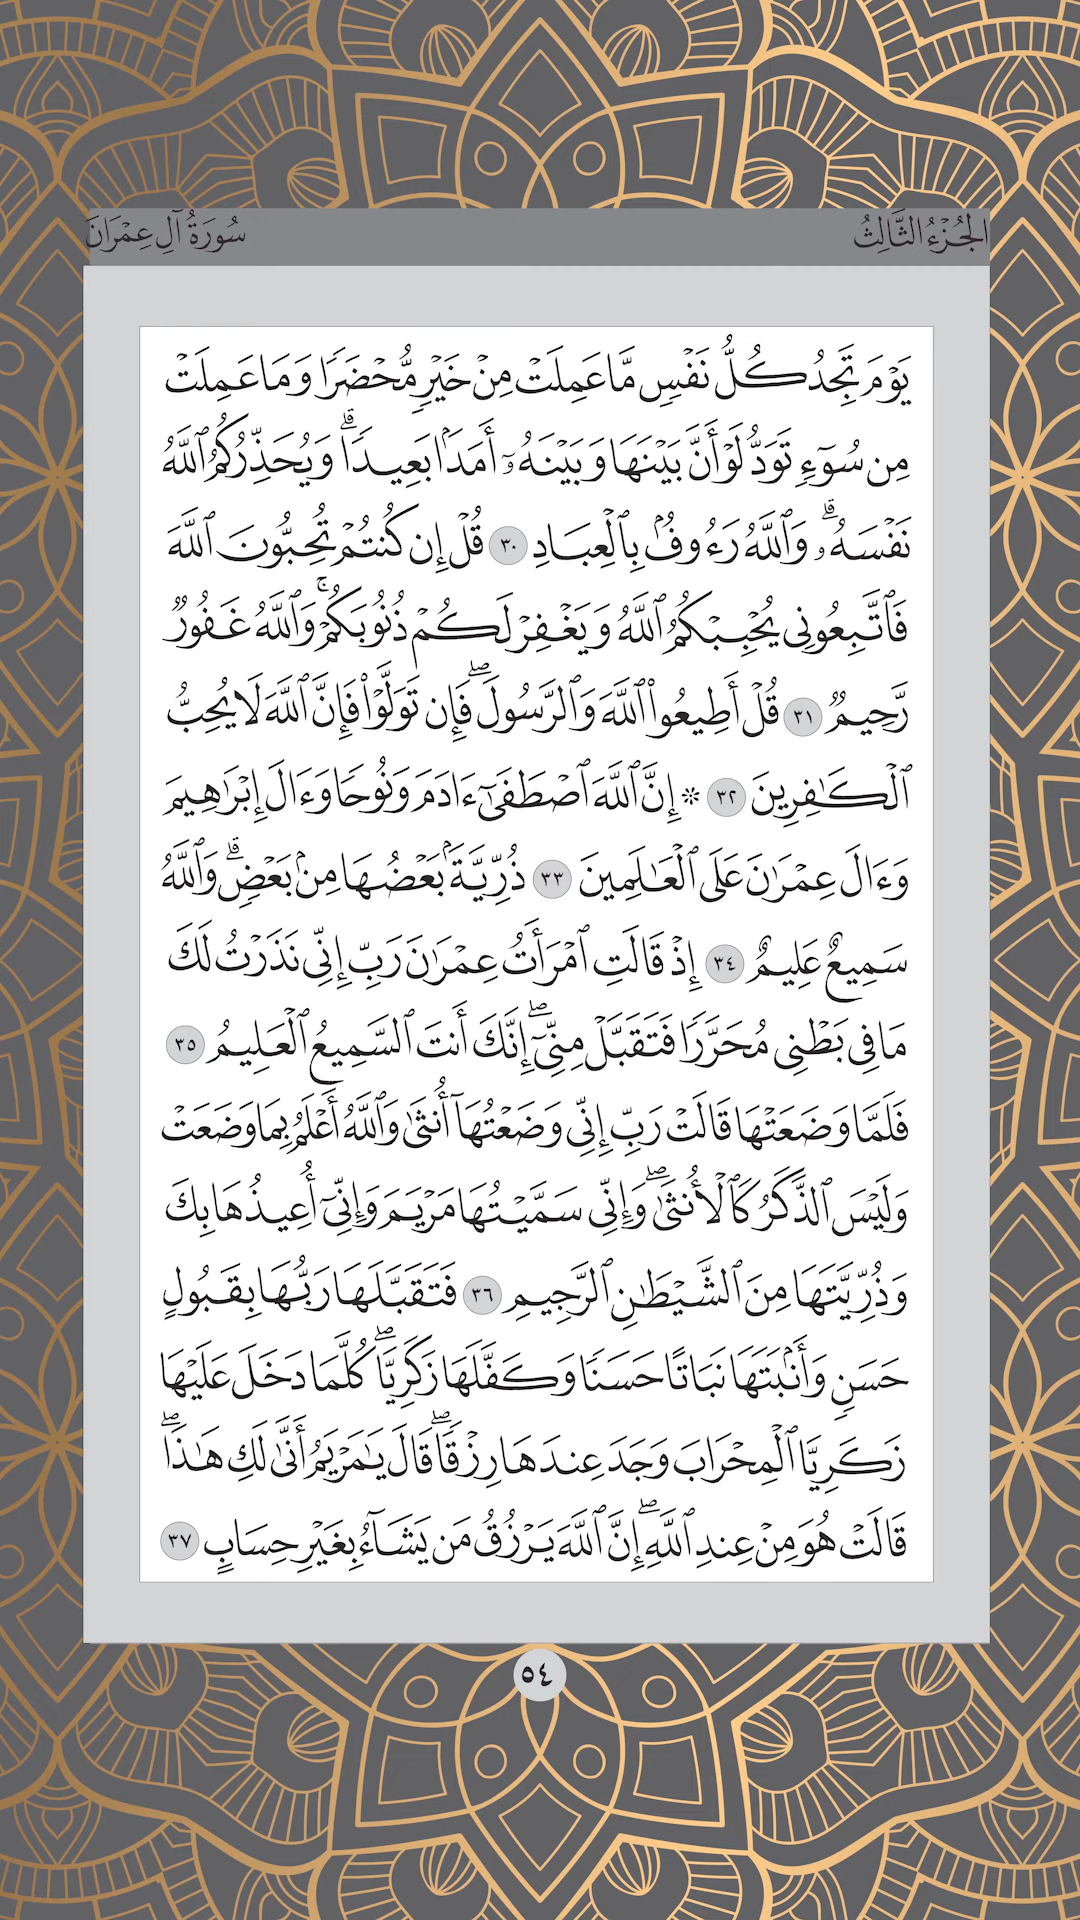 الجُزْءُ الثَّالِثُ
سُورَةُ آلِ عِمْرَانَ
يَوْمَ تَجِدُ كُلُّ نَفْسٍ مَّا عَمِلَتْ مِنْ خَيْرٍ مُّحْضَرًا وَمَا عَمِلَتْ
مِن سُوٓءٍ تَوَدُّ لَوْ أَنَّ بَيْنَهَا وَبَيْنَهُۥٓ أَمَدًۢا بَعِيدًا ۗ وَيُحَذِّرُكُمُ ٱللَّهُ
نَفْسَهُۥ ۗ وَٱللَّهُ رَءُوفٌۢ بِٱلْعِبَادِ ٣٠ قُلْ إِن كُنتُمْ تُحِبُّونَ ٱللَّهَ
فَٱتَّبِعُونِى يُحْبِبْكُمُ ٱللَّهُ وَيَغْفِرْ لَكُمْ ذُنُوبَكُمْ ۚ وَٱللَّهُ غَفُورٌ
رَّحِيمٌ ٣١ قُلْ أَطِيعُوا۟ ٱللَّهَ وَٱلرَّسُولَ ۖ فَإِن تَوَلَّوْا۟ فَإِنَّ ٱللَّهَ لَا يُحِبُّ
ٱلْكَـٰفِرِينَ ٣٢ ۞ إِنَّ ٱللَّهَ ٱصْطَفَىٰٓ ءَادَمَ وَنُوحًا وَءَالَ إِبْرَٰهِيمَ
وَءَالَ عِمْرَٰنَ عَلَى ٱلْعَـٰلَمِينَ ٣٣ ذُرِّيَّةًۢ بَعْضُهَا مِنۢ بَعْضٍ ۗ وَٱللَّهُ
سَمِيعٌ عَلِيمٌ ٣٤ إِذْ قَالَتِ ٱمْرَأَتُ عِمْرَٰنَ رَبِّ إِنِّى نَذَرْتُ لَكَ
مَا فِى بَطْنِى مُحَرَّرًا فَتَقَبَّلْ مِنِّىٓ ۖ إِنَّكَ أَنتَ ٱلسَّمِيعُ ٱلْعَلِيمُ ٣٥
فَلَمَّا وَضَعَتْهَا قَالَتْ رَبِّ إِنِّى وَضَعْتُهَآ أُنثَىٰ وَٱللَّهُ أَعْلَمُ بِمَا وَضَعَتْ
وَلَيْسَ ٱلذَّكَرُ كَٱلْأُنثَىٰ ۖ وَإِنِّى سَمَّيْتُهَا مَرْيَمَ وَإِنِّىٓ أُعِيذُهَا بِكَ
وَذُرِّيَّتَهَا مِنَ ٱلشَّيْطَـٰنِ ٱلرَّجِيمِ ٣٦ فَتَقَبَّلَهَا رَبُّهَا بِقَبُولٍ
حَسَنٍ وَأَنۢبَتَهَا نَبَاتًا حَسَنًا وَكَفَّلَهَا زَكَرِيَّا ۖ كُلَّمَا دَخَلَ عَلَيْهَا
زَكَرِيَّا ٱلْمِحْرَابَ وَجَدَ عِندَهَا رِزْقًا ۖ قَالَ يَـٰمَرْيَمُ أَنَّىٰ لَكِ هَـٰذَا ۖ
قَالَتْ هُوَ مِنْ عِندِ ٱللَّهِ ۖ إِنَّ ٱللَّهَ يَرْزُقُ مَن يَشَآءُ بِغَيْرِ حِسَابٍ ٣٧
٥٤